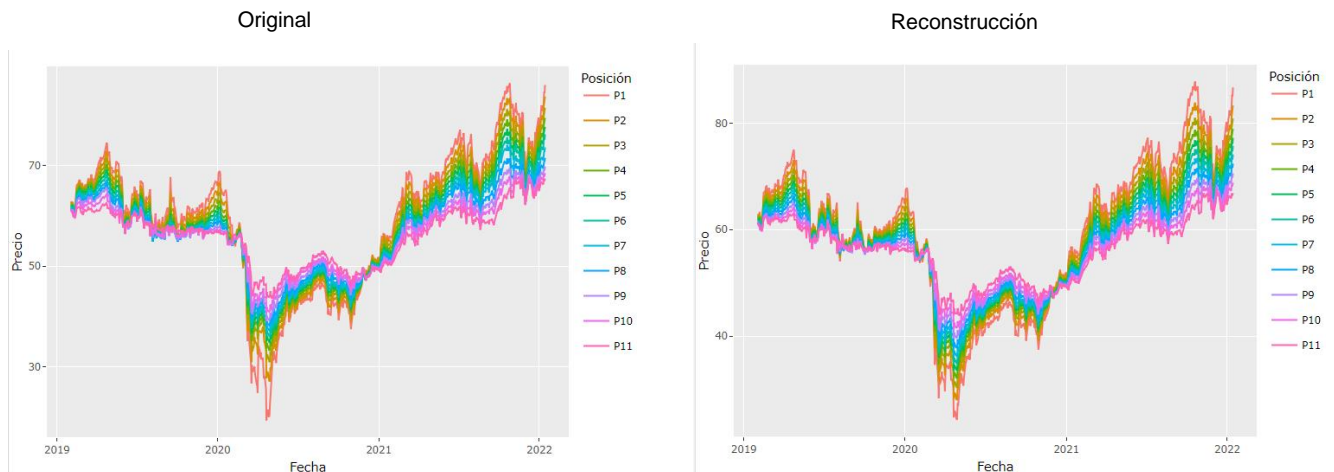 Original
Reconstrucción
Posición
P1
P2
P3
P4
P5
P6
P7
P8
P9
P10
P11
Precio
70
50
30
2019
2020
2021
2022
Fecha
Posición
P1
P2
P3
P4
P5
P6
P7
P8
P9
P10
P11
Precio
80
60
40
2019
2020
2021
2022
Fecha